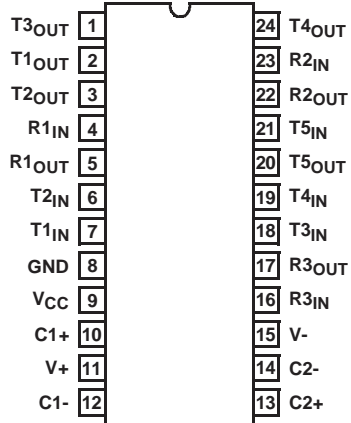 T3OUT 1 24 T4OUT
T1OUT 2 23 R2IN
T2OUT 3 22 R2OUT
R1IN 4 21 T5IN
R1OUT 5 20 T5OUT
T2IN 6 19 T4IN
T1IN 7 18 T3IN
GND 8 17 R3OUT
VCC 9 16 R3IN
C1+ 10 15 V-
V+ 11 14 C2-
C1- 12 13 C2+